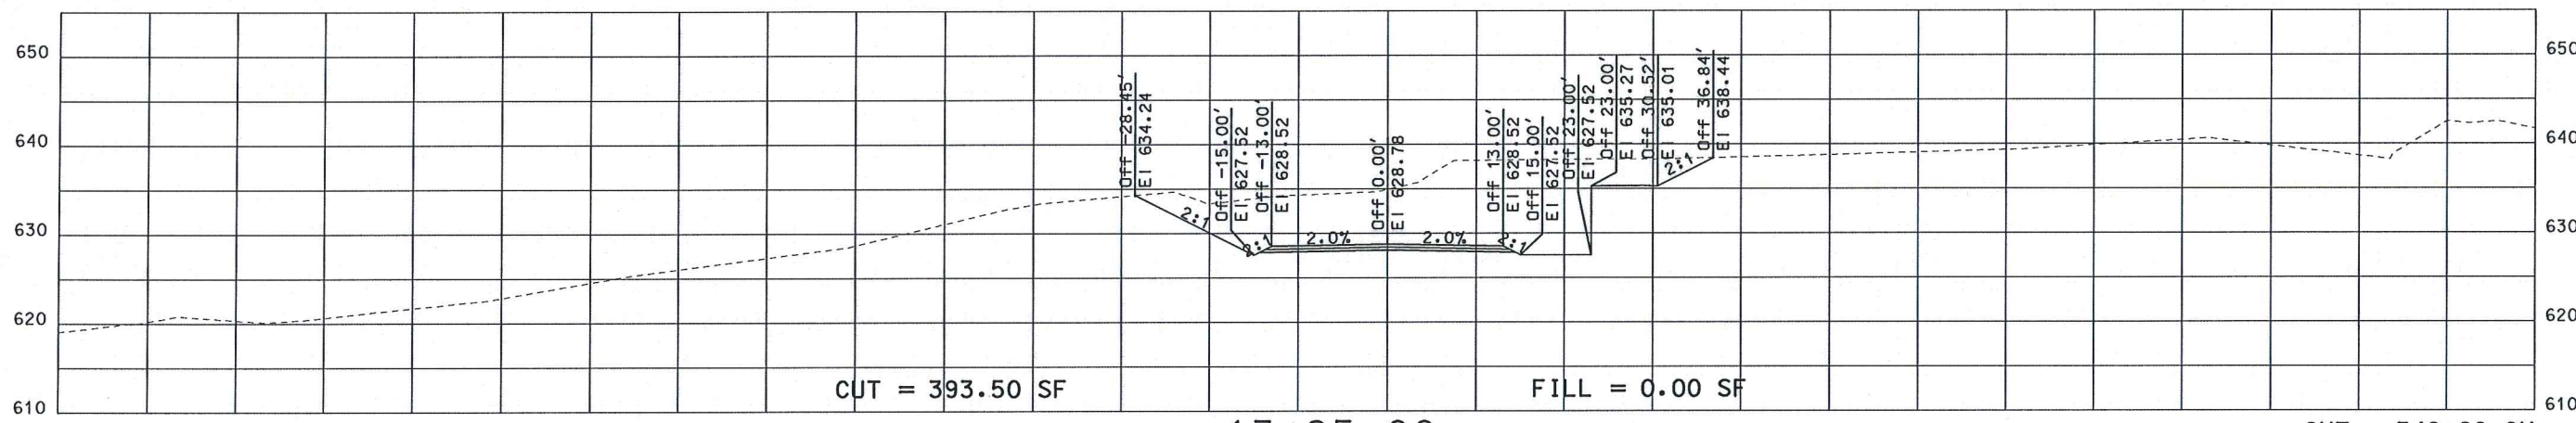 650
640
630
620
610
Off -28.45'
El 634.24
Off -15.00'
El 627.52
Off -13.00'
El 628.52
Off 0.00'
El 628.78
Off 13.00'
El 628.52
Off 15.00'
El 627.52
Off 23.00'
El 627.52
Off 23.00'
El 635.27
Off 30.52'
El 635.01
Off 36.84'
El 638.44
2:1
2:1
2.0%
2.0%
2:1
2:1
CUT = 393.50 SF
FILL = 0.00 SF
650
640
630
620
610